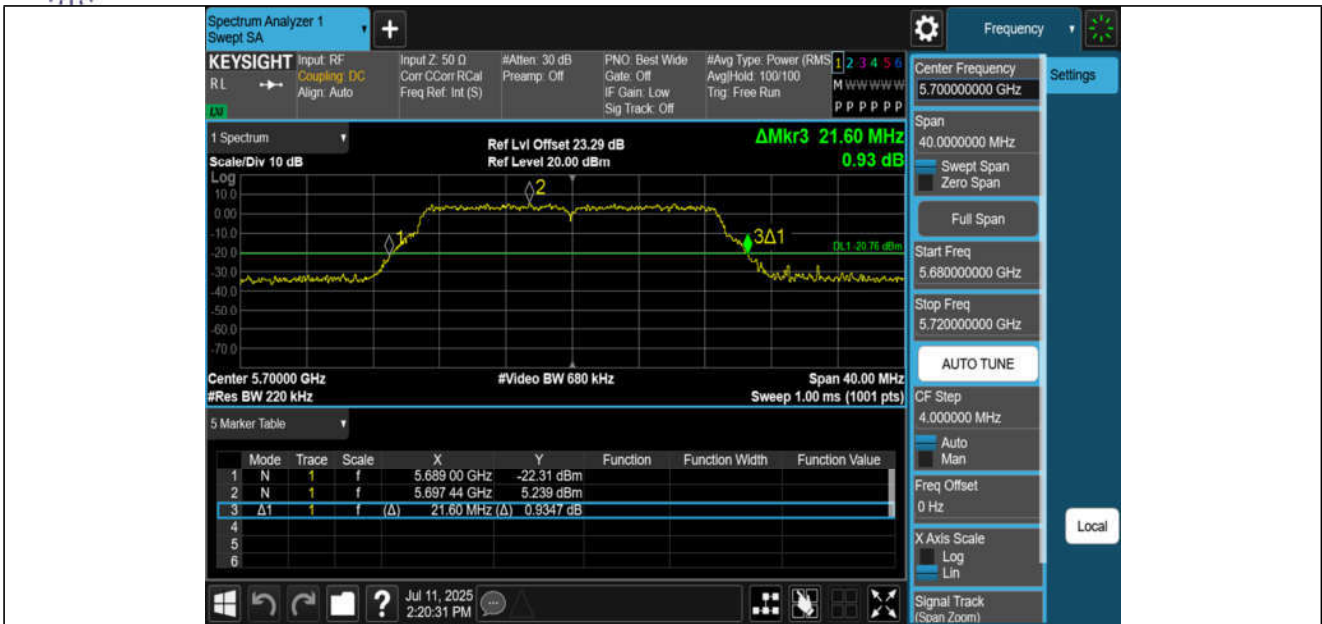 Spectrum Analyzer 1
Swept SA
+
Frequency
KEYSIGHT
RL
LXI
Input: RF
Coupling: DC
Align: Auto
Input Z: 50 Ω
Corr CCorr RCal
Freq Ref: Int (S)
#Atten: 30 dB
Preamp: Off
PNO: Best Wide
Gate: Off
IF Gain: Low
Sig Track: Off
#Avg Type: Power (RMS
Avg|Hold: 100/100
Trig: Free Run
1 2 3 4 5 6
M W W W W W
P P P P P P
1 Spectrum
Scale/Div 10 dB
Ref Lvl Offset 23.29 dB
Ref Level 20.00 dBm
ΔMkr3 21.60 MHz
0.93 dB
Log
10.0
0.00
-10.0
-20.0
-30.0
-40.0
-50.0
-60.0
-70.0
1
2
3Δ1
DL1 -20.76 dBm
Center 5.70000 GHz
#Res BW 220 kHz
#Video BW 680 kHz
Span 40.00 MHz
Sweep 1.00 ms (1001 pts)
5 Marker Table
Mode Trace Scale X Y Function Function Width Function Value
1 N 1 f 5.689 00 GHz -22.31 dBm
2 N 1 f 5.697 44 GHz 5.239 dBm
3 Δ1 1 f (Δ) 21.60 MHz (Δ) 0.9347 dB
4
5
6
?
Jul 11, 2025
2:20:31 PM
Center Frequency
5.700000000 GHz
Settings
Span
40.0000000 MHz
Swept Span
Zero Span
Full Span
Start Freq
5.680000000 GHz
Stop Freq
5.720000000 GHz
AUTO TUNE
CF Step
4.000000 MHz
Auto
Man
Freq Offset
0 Hz
X Axis Scale
Log
Lin
Local
Signal Track
(Span Zoom)